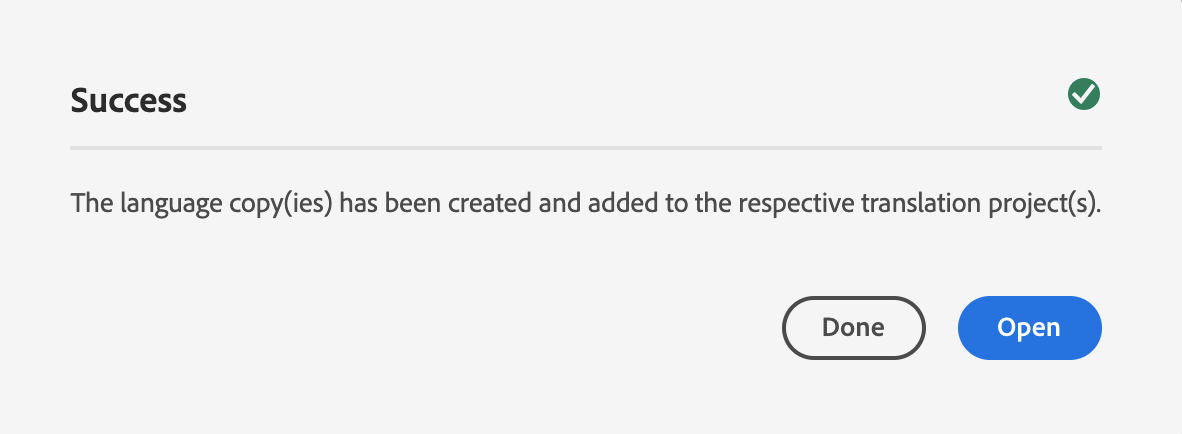 Success
The language copy(ies) has been created and added to the respective translation project(s).
Done
Open